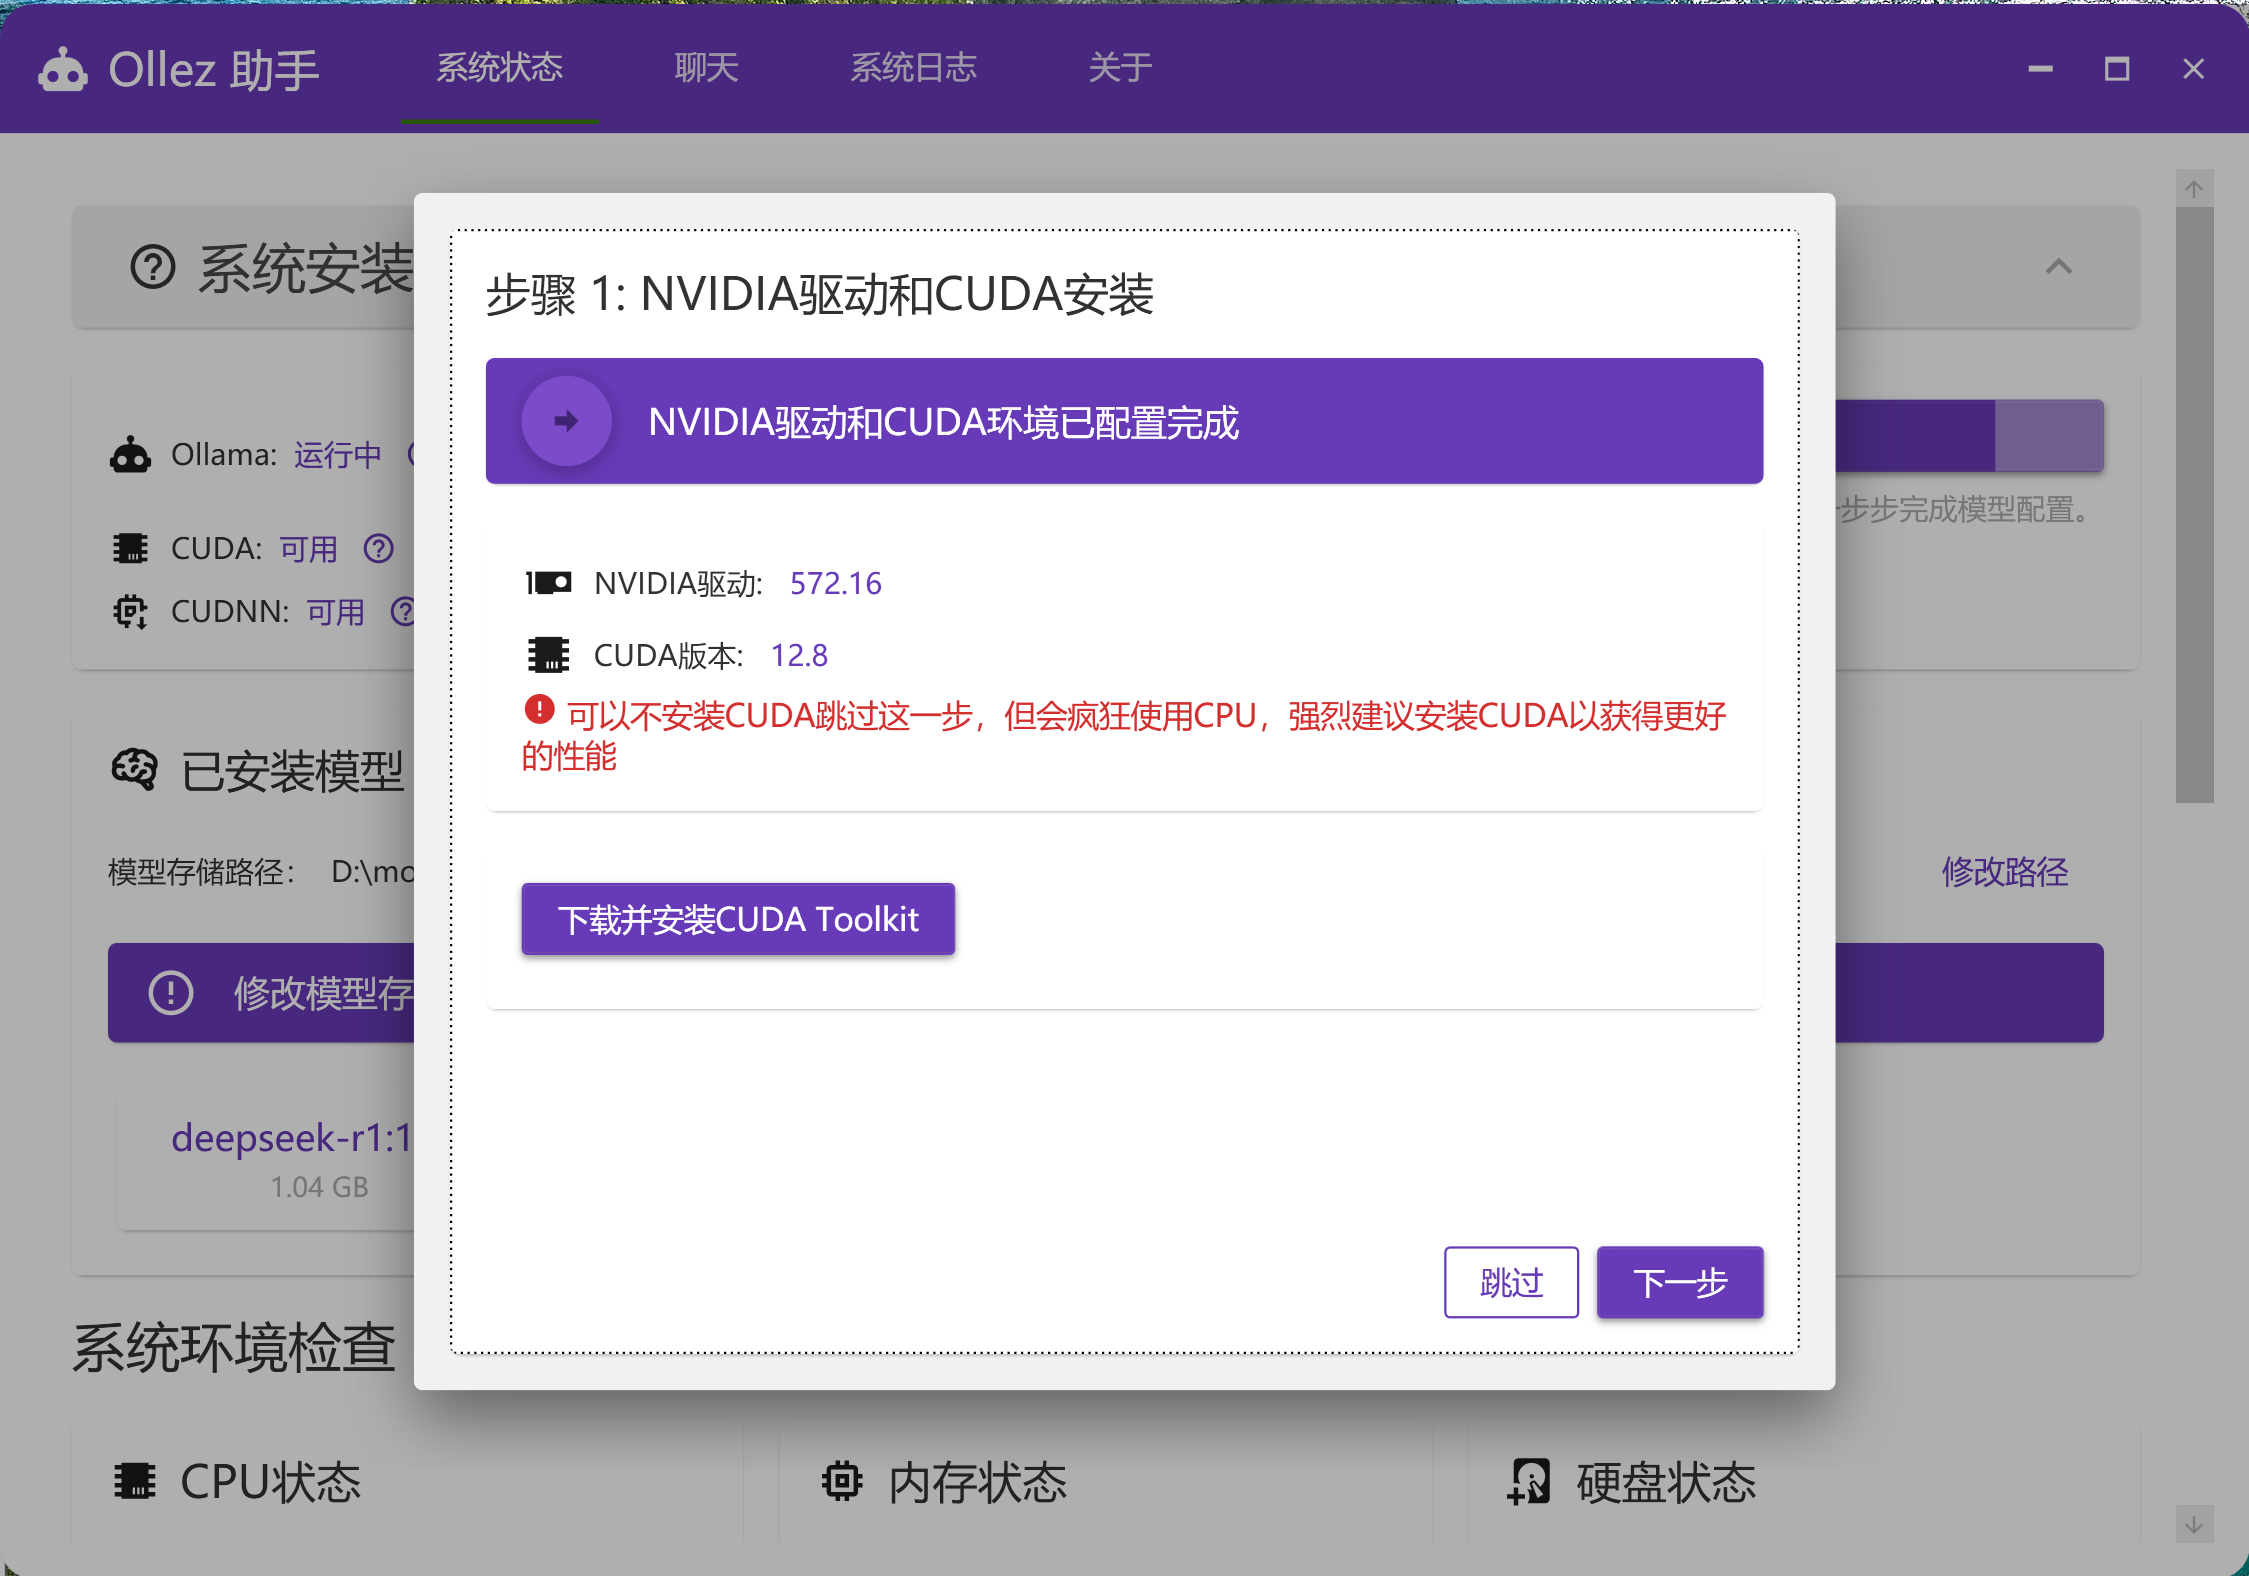 Ollez 助手
系统状态
聊天
系统日志
关于
系统安装
步骤 1: NVIDIA驱动和CUDA安装
NVIDIA驱动和CUDA环境已配置完成
Ollama: 运行中
步步完成模型配置。
CUDA: 可用
CUDNN: 可用
NVIDIA驱动: 572.16
CUDA版本: 12.8
可以不安装CUDA跳过这一步，但会疯狂使用CPU，强烈建议安装CUDA以获得更好
的性能
已安装模型
模型存储路径： D:\mo
修改路径
下载并安装CUDA Toolkit
修改模型存
deepseek-r1:1
1.04 GB
跳过
下一步
系统环境检查
CPU状态
内存状态
硬盘状态